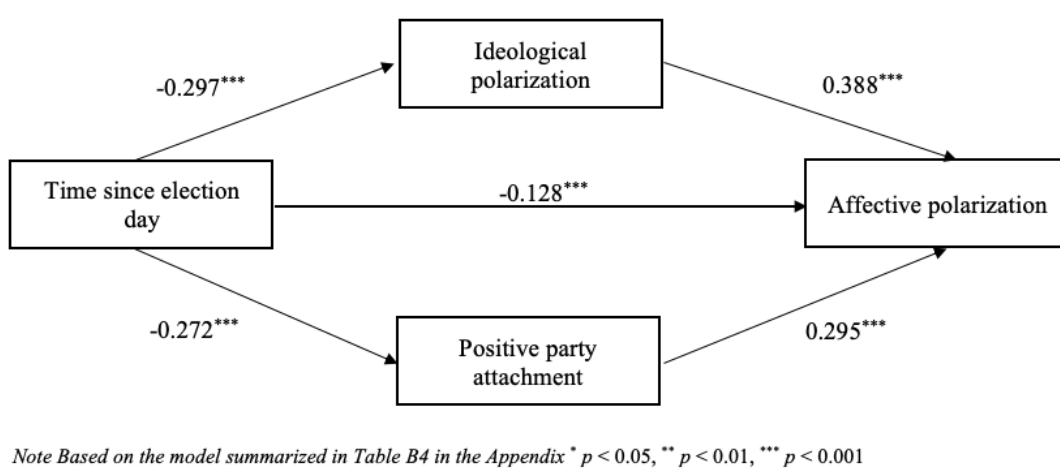 Ideological
polarization
-0.297***
0.388***
Time since election
day
-0.128***
Affective polarization
-0.272***
0.295***
Positive party
attachment
Note Based on the model summarized in Table B4 in the Appendix * p < 0.05, ** p < 0.01, *** p < 0.001